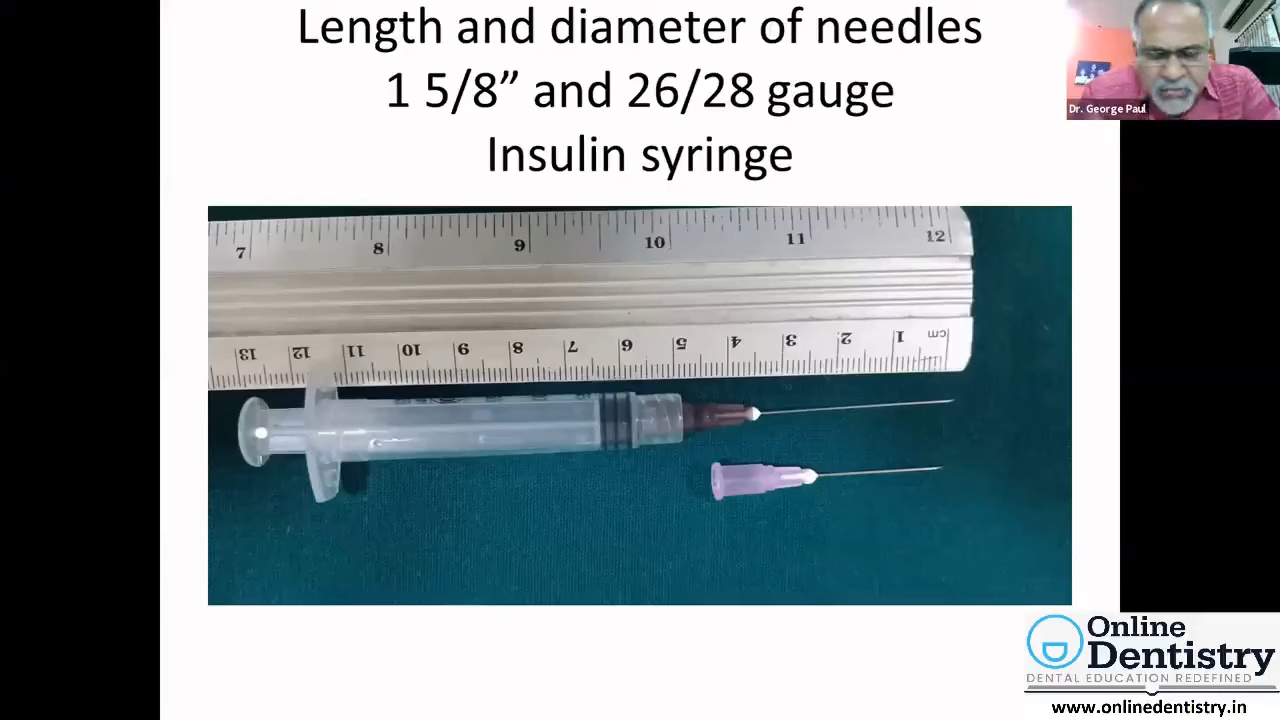 Length and diameter of needles
1 5/8” and 26/28 gauge
Insulin syringe
Dr. George Paul
7 8 9 10 11 12
13 12 11 10 9 8 7 6 5 4 3 2 1 cm
Online
Dentistry
DENTAL EDUCATION REDEFINED
www.onlinedentistry.in